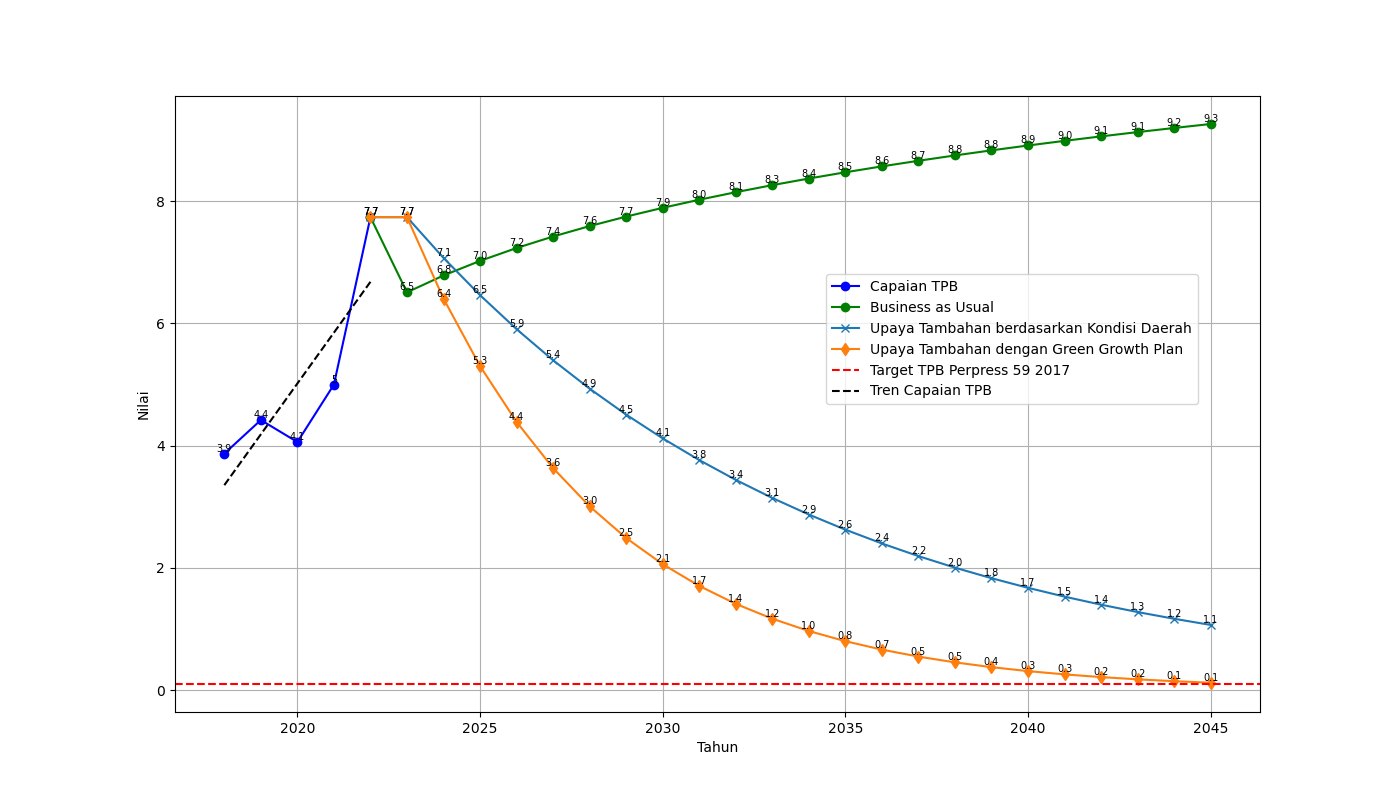 Nilai
8
6
4
2
0
2020
2025
2030
2035
2040
2045
Tahun
Capaian TPB
Business as Usual
Upaya Tambahan berdasarkan Kondisi Daerah
Upaya Tambahan dengan Green Growth Plan
Target TPB Perpress 59 2017
Tren Capaian TPB
3.9 4.4 4.1 5 7.7
7.7 6.5 6.8 7.0 7.2 7.4 7.6 7.7 7.9 8.0 8.1 8.3 8.4 8.5 8.6 8.7 8.8 8.8 8.9 9.0 9.1 9.1 9.2 9.3
7.7 7.7 7.1 6.5 5.9 5.4 4.9 4.5 4.1 3.8 3.4 3.1 2.9 2.6 2.4 2.2 2.0 1.8 1.7 1.5 1.4 1.3 1.2 1.1
7.7 7.7 6.4 5.3 4.4 3.6 3.0 2.5 2.1 1.7 1.4 1.2 1.0 0.8 0.7 0.5 0.5 0.4 0.3 0.3 0.2 0.2 0.1 0.1